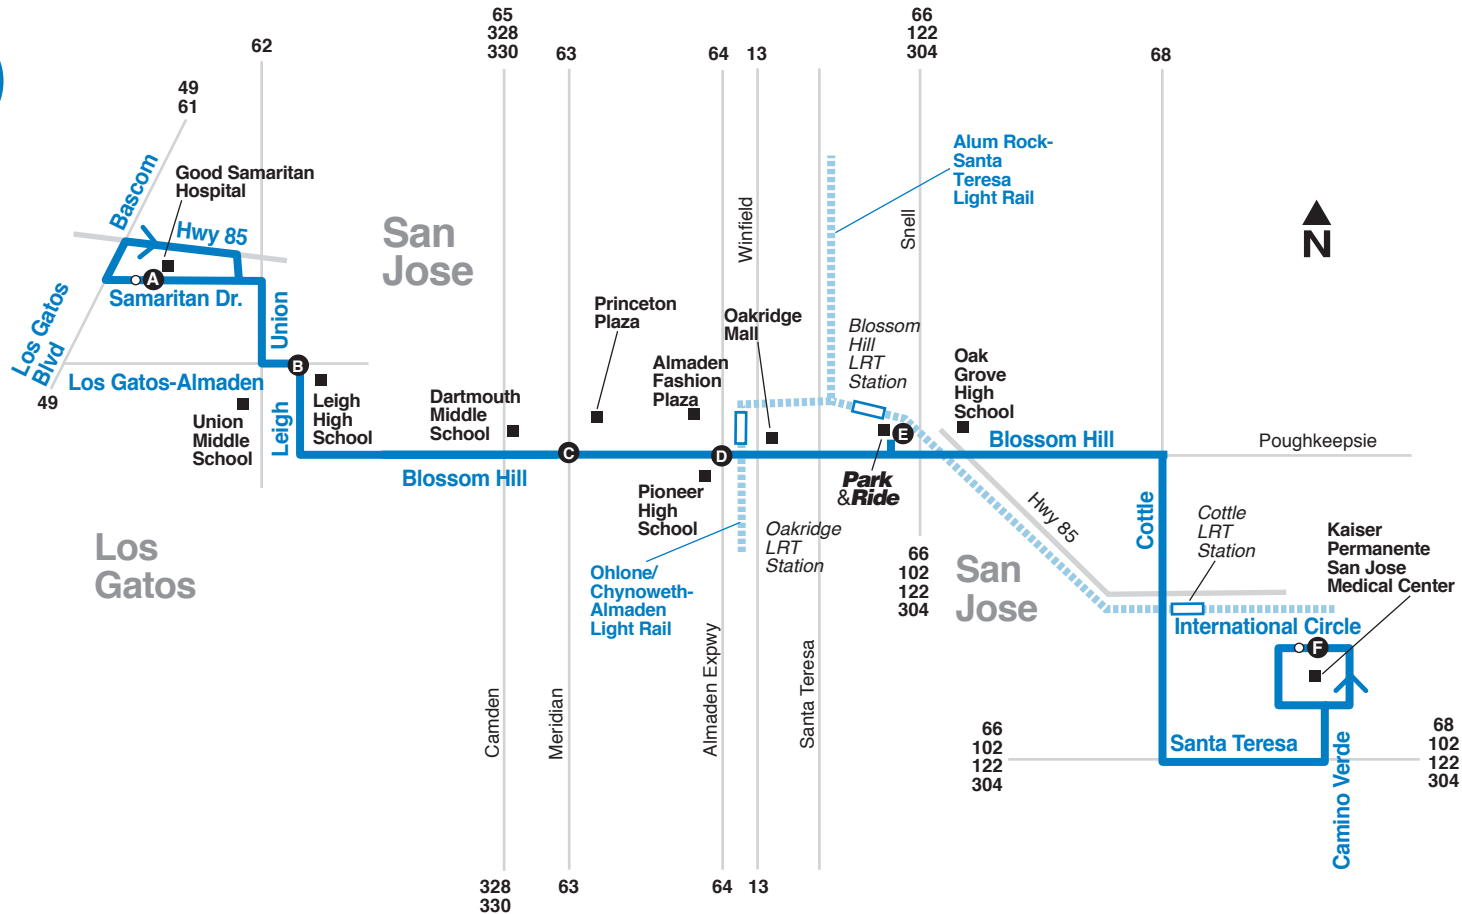 65
328
330
66
122
304
62
63
64
13
68
49
61
Bascom
Good Samaritan
Hospital
Hwy 85
San
Jose
Alum Rock-
Santa
Teresa
Light Rail
Winfield
Snell
N
A
Samaritan Dr.
Los Gatos
Blvd
Union
Princeton
Plaza
Oakridge
Mall
Blossom
Hill
LRT
Station
Almaden
Fashion
Plaza
Oak
Grove
High
School
B
Los Gatos-Almaden
49
Leigh
Leigh
High
School
Union
Middle
School
Dartmouth
Middle
School
Blossom Hill
C
D
E
Blossom Hill
Poughkeepsie
Park
&Ride
Pioneer
High
School
Oakridge
LRT
Station
Hwy 85
Cottle
Cottle
LRT
Station
Kaiser
Permanente
San Jose
Medical Center
Los
Gatos
Ohlone/
Chynoweth-
Almaden
Light Rail
66
102
122
304
San
Jose
International Circle
F
Camden
Meridian
Almaden Expwy
Santa Teresa
66
102
122
304
Santa Teresa
Camino Verde
68
102
122
304
328
330
63
64
13